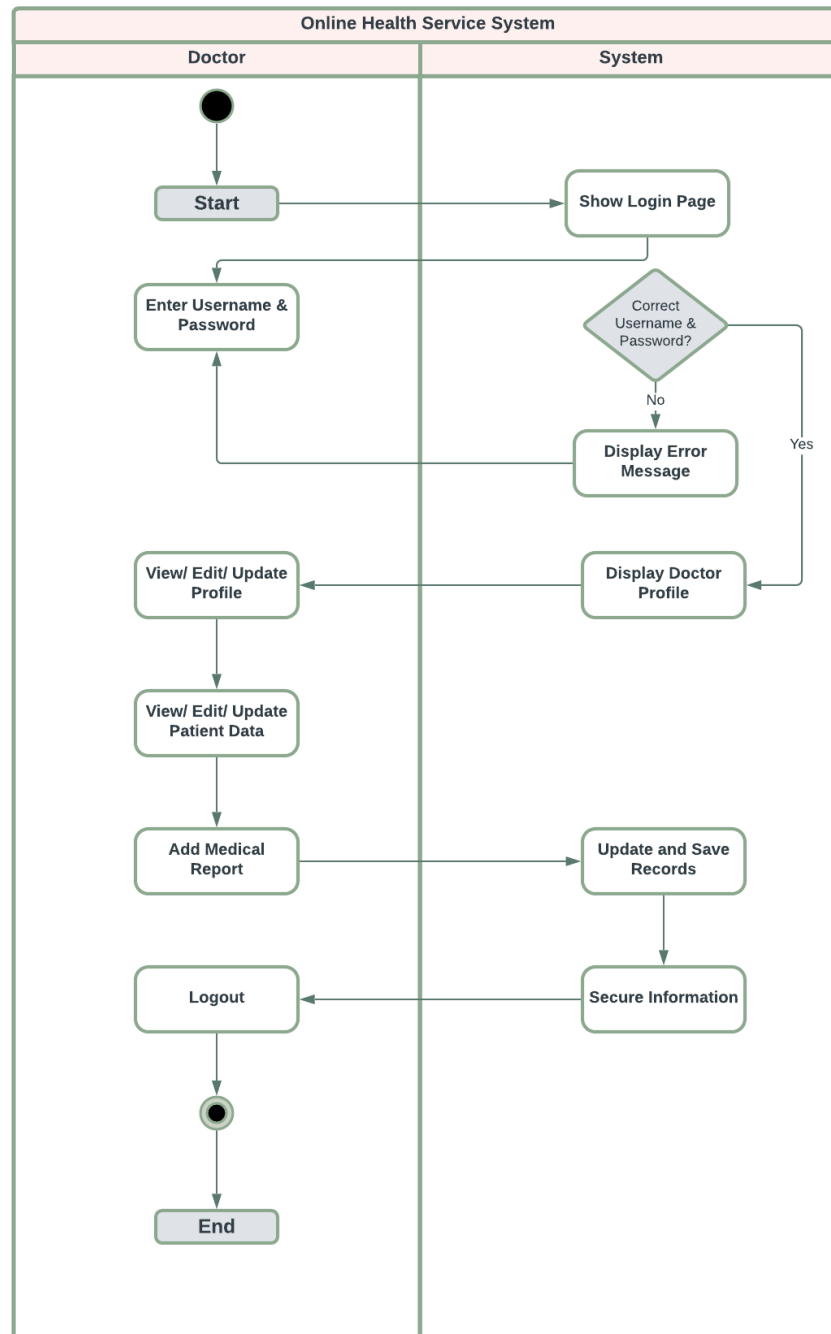 Online Health Service System
Doctor
System
Start
Show Login Page
Enter Username &
Password
Correct
Username &
Password?
No
Yes
Display Error
Message
View/ Edit/ Update
Profile
Display Doctor
Profile
View/ Edit/ Update
Patient Data
Add Medical
Report
Update and Save
Records
Logout
Secure Information
End